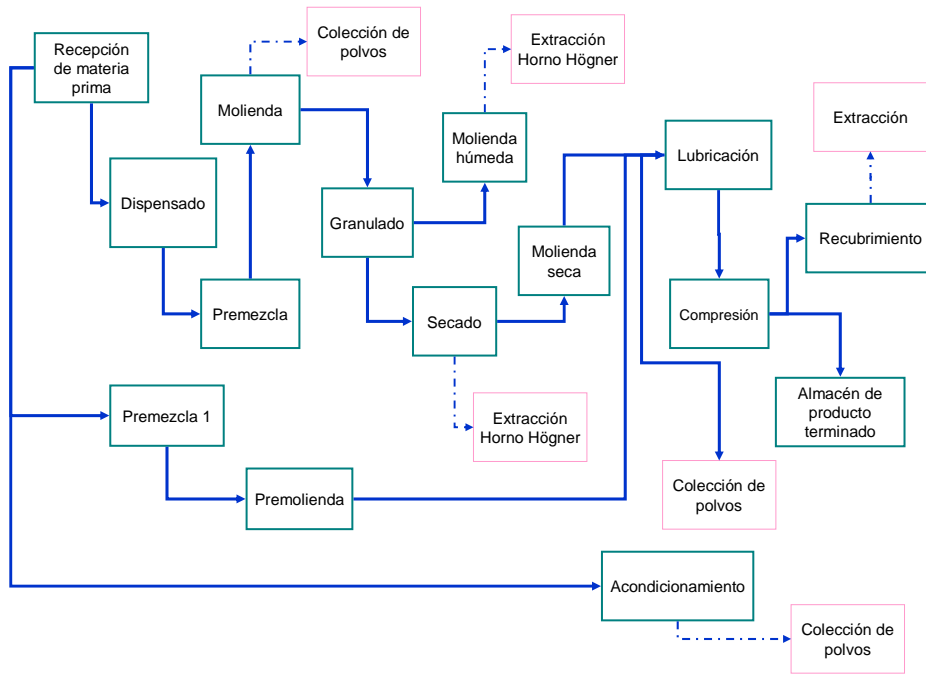 Recepción
de materia
prima
Colección de
polvos
Extracción
Horno Högner
Molienda
Molienda
húmeda
Extracción
Lubricación
Dispensado
Granulado
Molienda
seca
Recubrimiento
Premezcla
Secado
Compresión
Premezcla 1
Extracción
Horno Högner
Almacén de
producto
terminado
Premolienda
Colección de
polvos
Acondicionamiento
Colección de
polvos